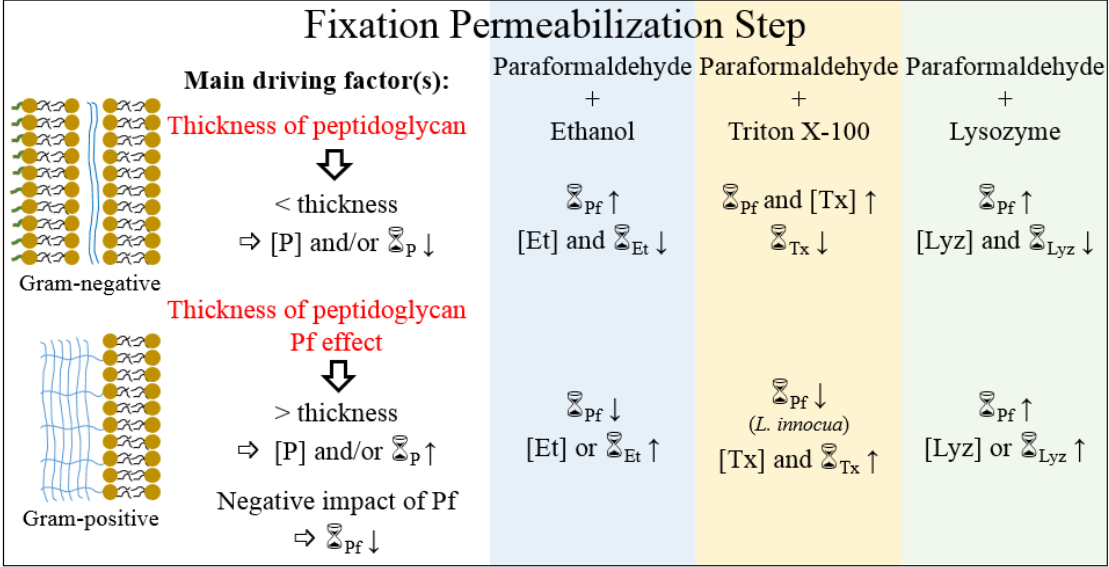 Fixation Permeabilization Step
Main driving factor(s):
Thickness of peptidoglycan
< thickness
⇨ [P] and/or ⌛P ↓
Gram-negative
Thickness of peptidoglycan
Pf effect
> thickness
⇨ [P] and/or ⌛P ↑
Negative impact of Pf
⇨ ⌛Pf ↓
Gram-positive
Paraformaldehyde
+
Ethanol
⌛Pf ↑
[Et] and ⌛Et ↓
⌛Pf ↓
[Et] or ⌛Et ↑
Paraformaldehyde
+
Triton X-100
⌛Pf and [Tx] ↑
⌛Tx ↓
⌛Pf ↓
(L. innocua)
[Tx] and ⌛Tx ↑
Paraformaldehyde
+
Lysozyme
⌛Pf ↑
[Lyz] and ⌛Lyz ↓
⌛Pf ↑
[Lyz] or ⌛Lyz ↑